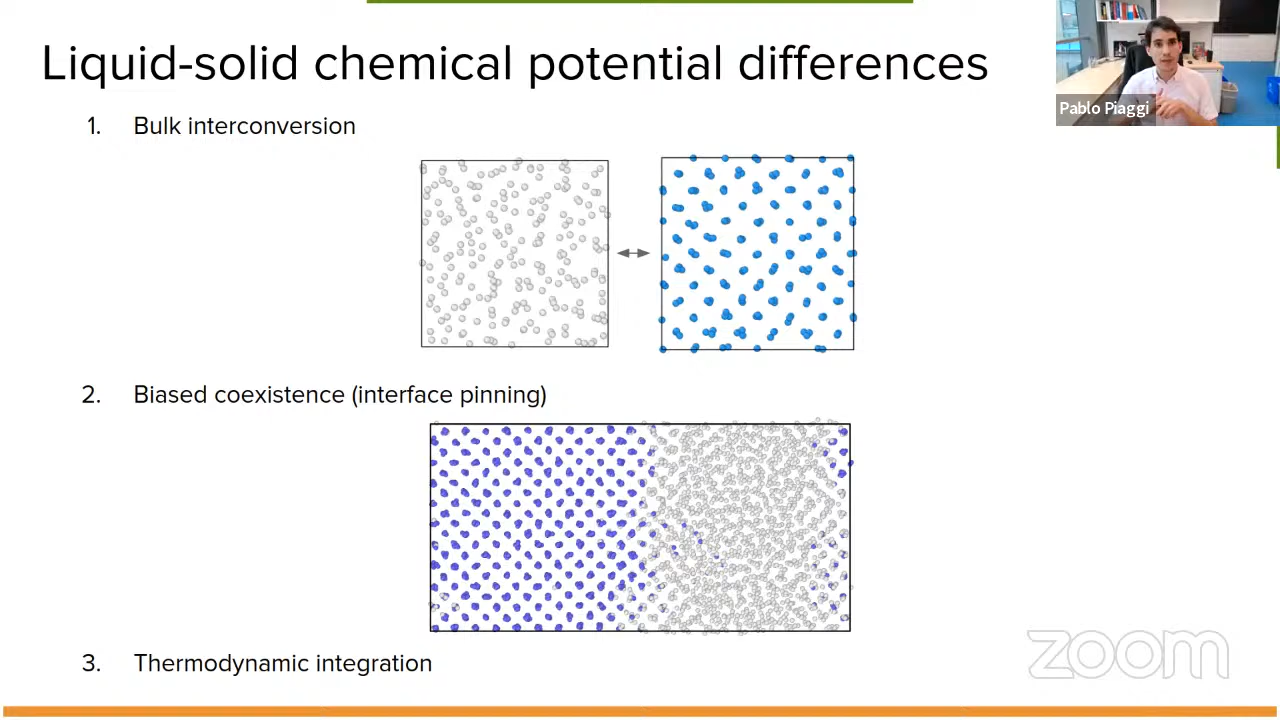 Liquid-solid chemical potential differences
Pablo Piaggi
1. Bulk interconversion
2. Biased coexistence (interface pinning)
3. Thermodynamic integration
zoom